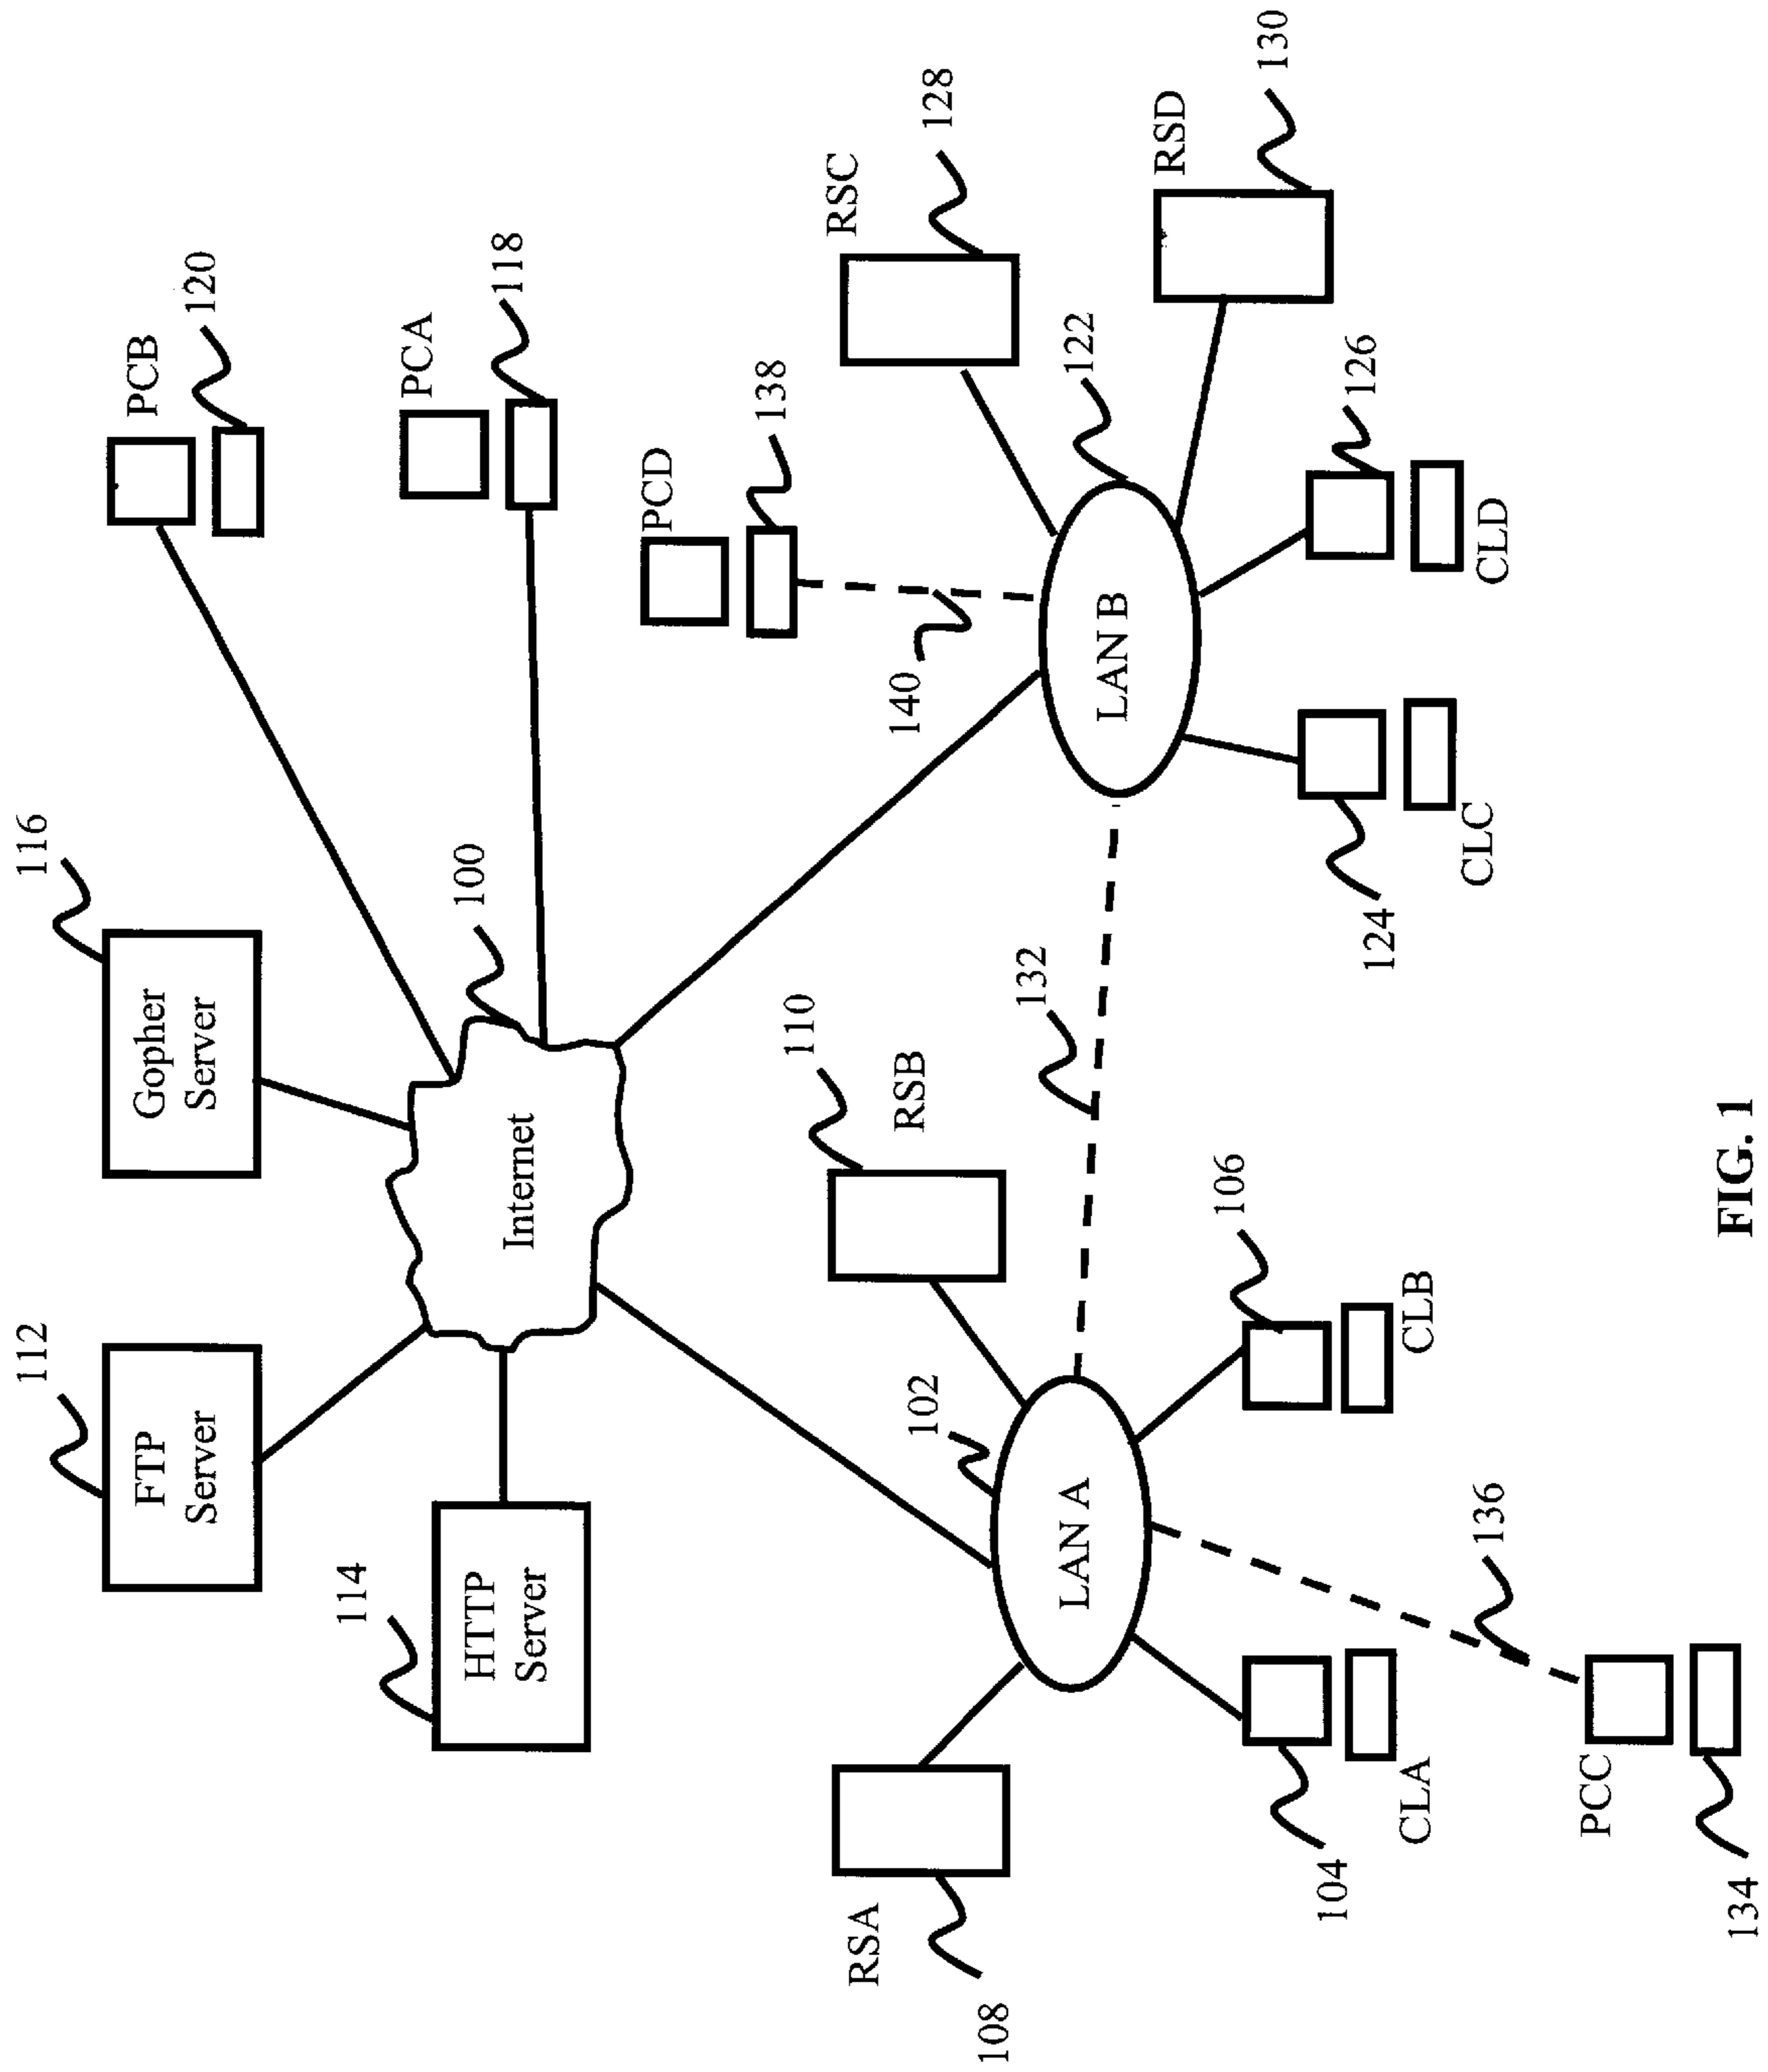 112
FTP
Server
116
Gopher
Server
PCB
120
114
HTTP
Server
Internet
100
PCA
118
PCD
138
RSC
128
RSA
108
RSB
110
102
LAN A
132
140
LAN B
122
RSD
130
104
CLA
106
CLB
124
CLC
126
CLD
PCC
134
136
FIG. 1